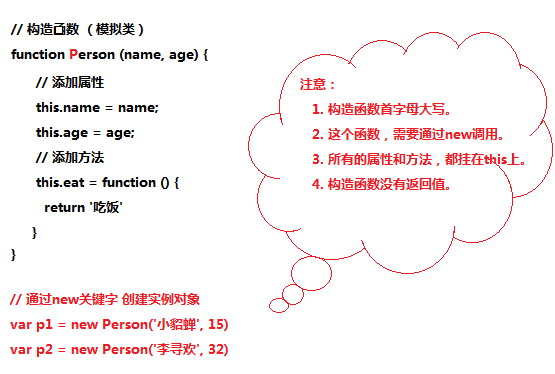 // 构造函数 （模拟类）
function Person (name, age) {
// 添加属性
this.name = name;
this.age = age;
// 添加方法
this.eat = function () {
return '吃饭'
}
}
// 通过new关键字 创建实例对象
var p1 = new Person('小貂蝉', 15)
var p2 = new Person('李寻欢', 32)
注意：
1. 构造函数首字母大写。
2. 这个函数，需要通过new调用。
3. 所有的属性和方法，都挂在this上。
4. 构造函数没有返回值。